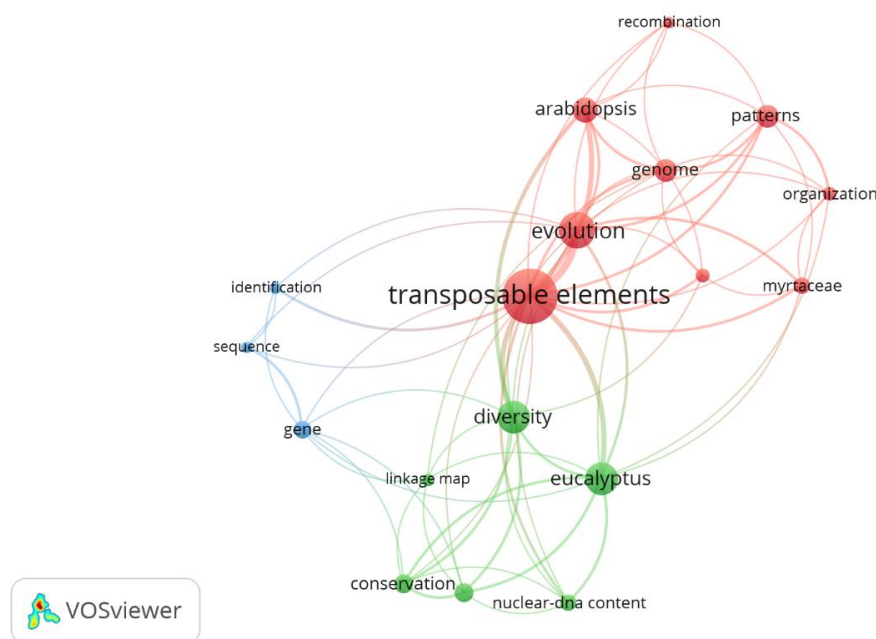 recombination
arabidopsis
patterns
genome
organization
evolution
transposable elements
myrtaceae
identification
sequence
diversity
gene
linkage map
eucalyptus
conservation
nuclear-dna content
VOSviewer